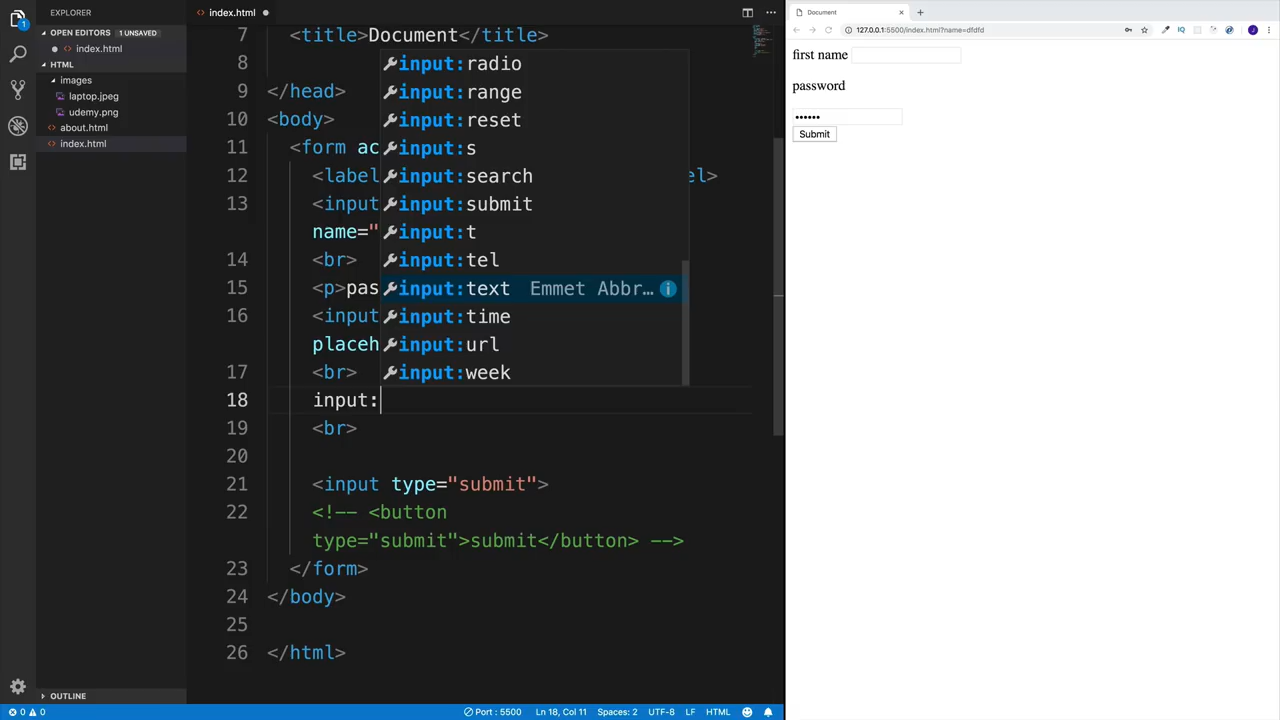 EXPLORER
OPEN EDITORS 1 UNSAVED
index.html
HTML
images
laptop.jpeg
udemy.png
about.html
index.html
OUTLINE
1
index.html
7 <title>Document</title>
8
9 </head>
10 <body>
11 <form ac
12 <label el>
13 <input
name="
14 <br>
15 <p>pas
16 <input
placeh
17 <br>
18 input:
19 <br>
20
21 <input type="submit">
22 <!-- <button
type="submit">submit</button> -->
23 </form>
24 </body>
25
26 </html>
input:radio
input:range
input:reset
input:s
input:search
input:submit
input:t
input:tel
input:text Emmet Abbr…
input:time
input:url
input:week
0 0 Port : 5500 Ln 18, Col 11 Spaces: 2 UTF-8 LF HTML
Document
127.0.0.1:5500/index.html?name=dfdfd
IQ
J
first name
password
••••••
Submit